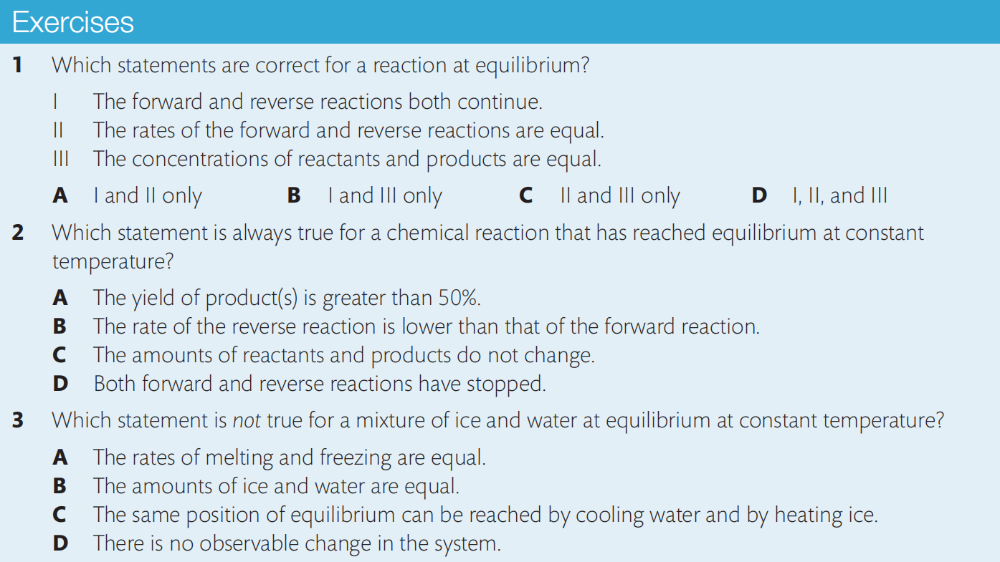 Exercises
1 Which statements are correct for a reaction at equilibrium?
I The forward and reverse reactions both continue.
II The rates of the forward and reverse reactions are equal.
III The concentrations of reactants and products are equal.
A I and II only B I and III only C II and III only D I, II, and III
2 Which statement is always true for a chemical reaction that has reached equilibrium at constant
temperature?
A The yield of product(s) is greater than 50%.
B The rate of the reverse reaction is lower than that of the forward reaction.
C The amounts of reactants and products do not change.
D Both forward and reverse reactions have stopped.
3 Which statement is not true for a mixture of ice and water at equilibrium at constant temperature?
A The rates of melting and freezing are equal.
B The amounts of ice and water are equal.
C The same position of equilibrium can be reached by cooling water and by heating ice.
D There is no observable change in the system.